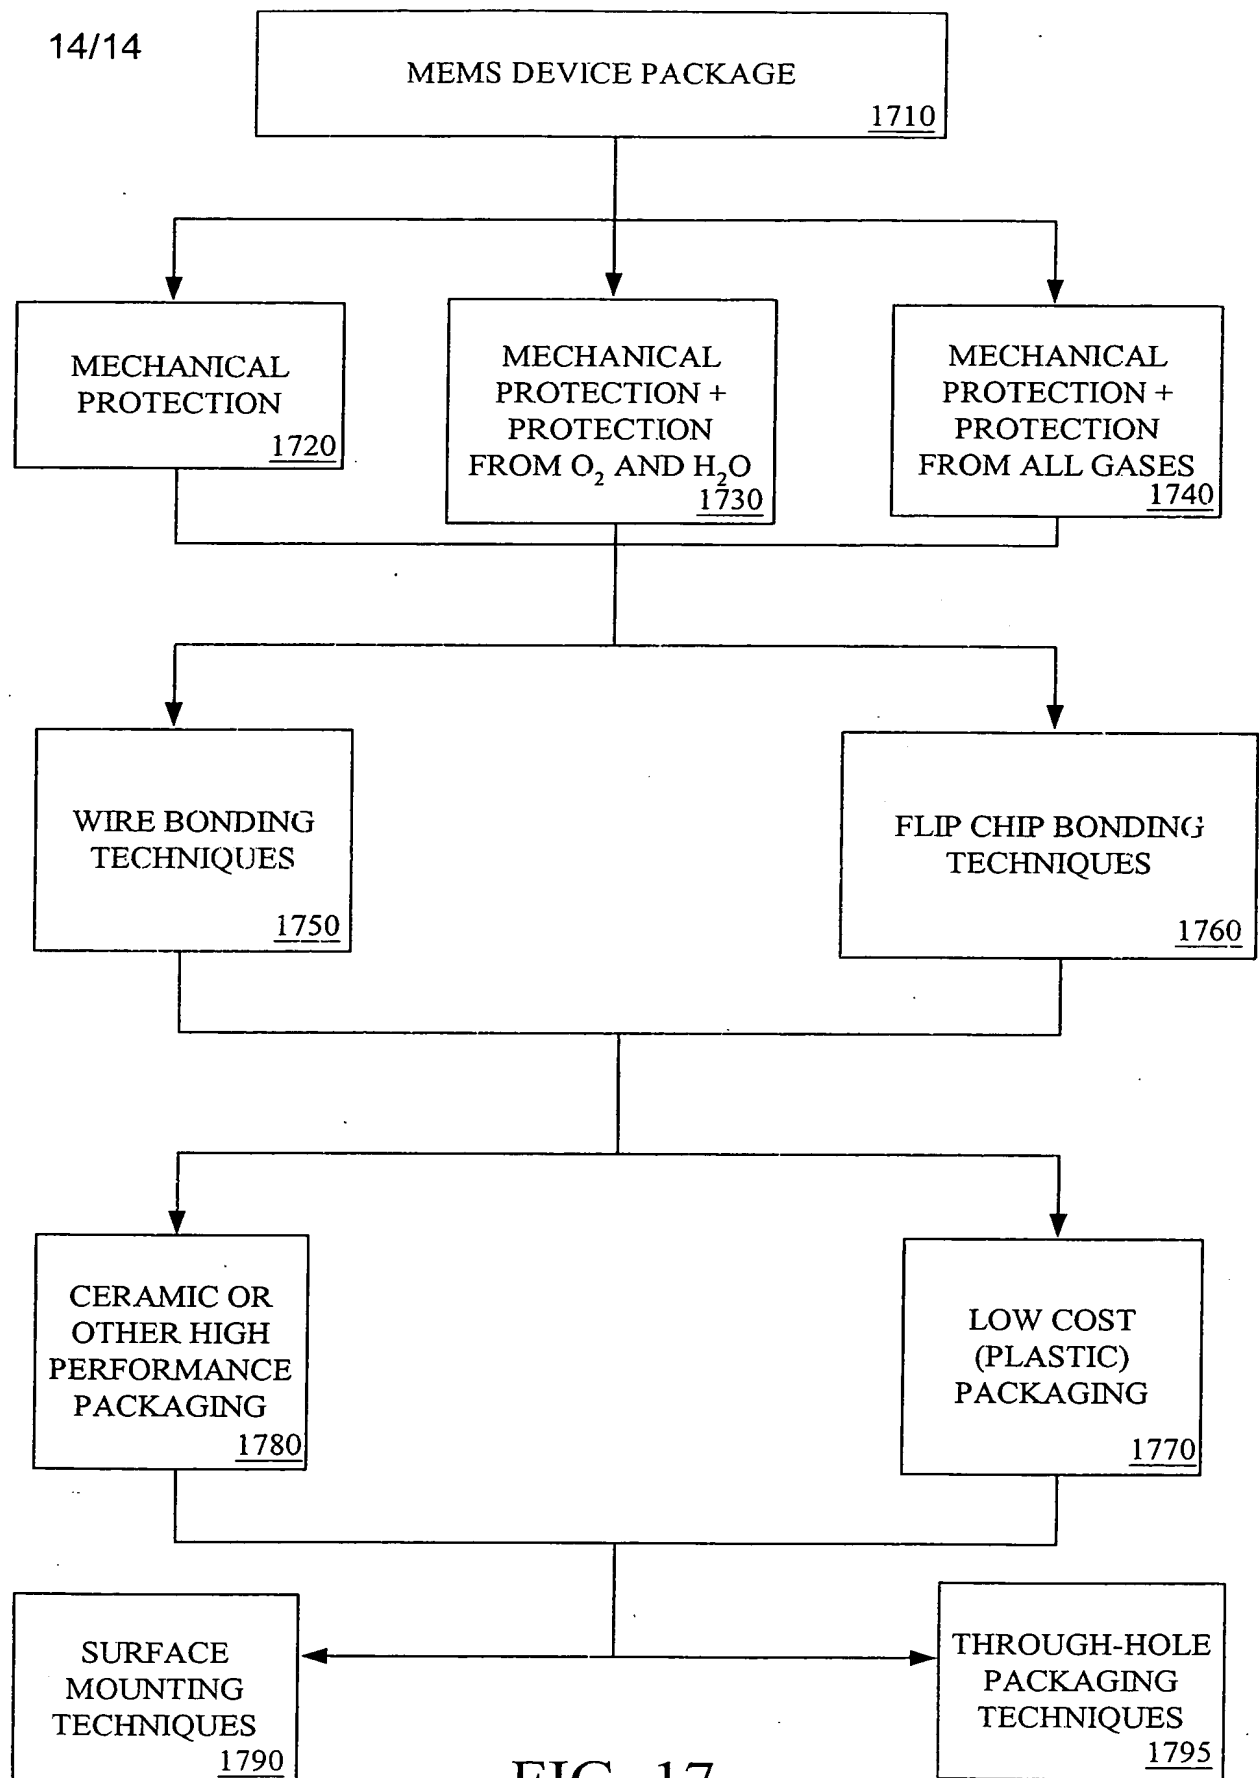 14/14
MEMS DEVICE PACKAGE
1710
MECHANICAL
PROTECTION
1720
MECHANICAL
PROTECTION +
PROTECTION
FROM O₂ AND H₂O
1730
MECHANICAL
PROTECTION +
PROTECTION
FROM ALL GASES
1740
WIRE BONDING
TECHNIQUES
1750
FLIP CHIP BONDING
TECHNIQUES
1760
CERAMIC OR
OTHER HIGH
PERFORMANCE
PACKAGING
1780
LOW COST
(PLASTIC)
PACKAGING
1770
SURFACE
MOUNTING
TECHNIQUES
1790
THROUGH-HOLE
PACKAGING
TECHNIQUES
1795
FIG. 17